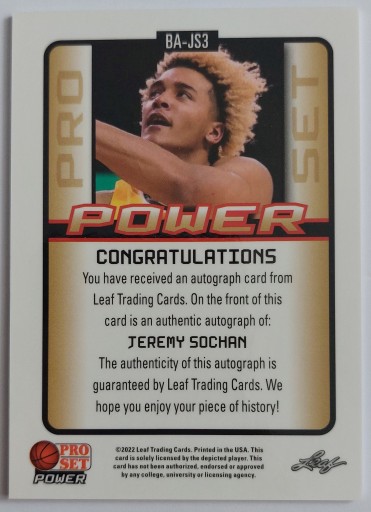 BA-JS3
PRO
SET
POWER
CONGRATULATIONS
You have received an autograph card from
Leaf Trading Cards. On the front of this
card is an authentic autograph of:
JEREMY SOCHAN
The authenticity of this autograph is
guaranteed by Leaf Trading Cards. We
hope you enjoy your piece of history!
PRO
SET
POWER
©2022 Leaf Trading Cards. Printed in the USA. This
card is solely licensed by the depicted player. This
card has not been authorized, endorsed or approved
by any college, university or licensing agency.
Leaf